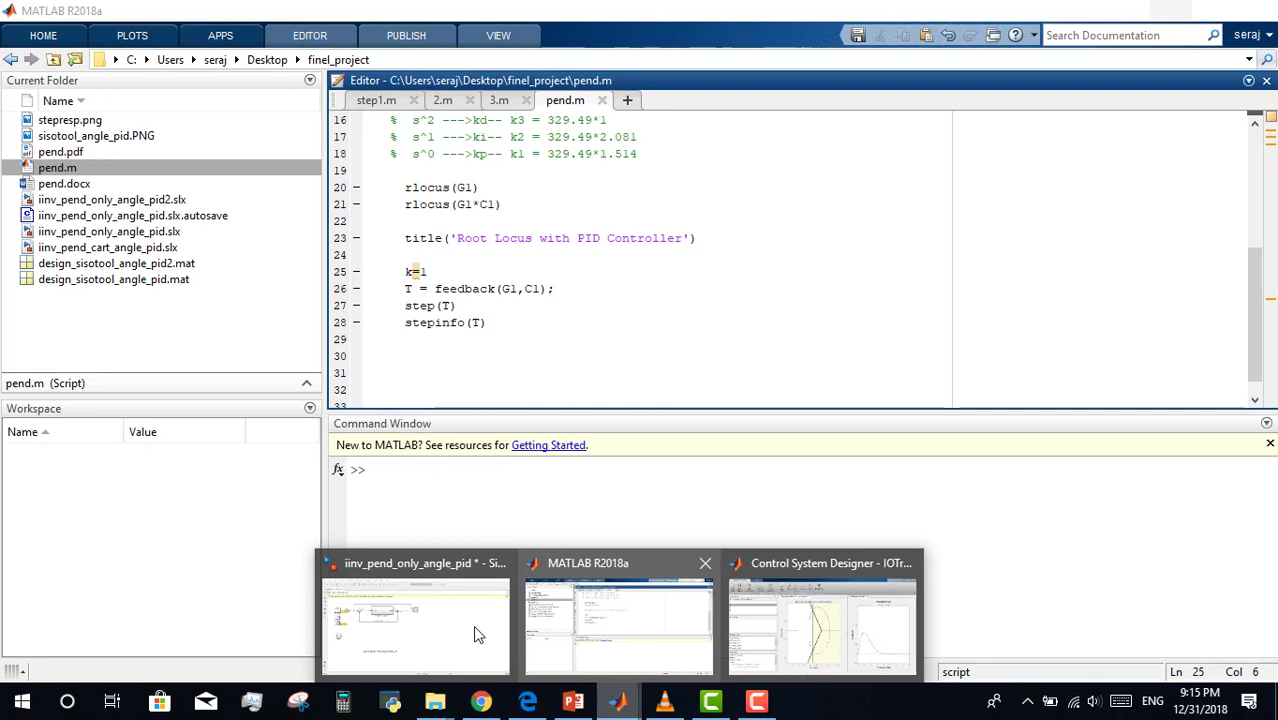 MATLAB R2018a
HOME PLOTS APPS EDITOR PUBLISH VIEW Search Documentation seraj
C: Users seraj Desktop finel_project
Current Folder
Name
stepresp.png
sisotool_angle_pid.PNG
pend.pdf
pend.m
pend.docx
iinv_pend_only_angle_pid2.slx
iinv_pend_only_angle_pid.slx.autosave
iinv_pend_only_angle_pid.slx
iinv_pend_cart_angle_pid.slx
design_sisotool_angle_pid2.mat
design_sisotool_angle_pid.mat
pend.m (Script)
Workspace
Name Value
Editor - C:\Users\seraj\Desktop\finel_project\pend.m
step1.m 2.m 3.m pend.m
16 % s^2 --->kd-- k3 = 329.49*1
17 % s^1 --->ki-- k2 = 329.49*2.081
18 % s^0 --->kp-- k1 = 329.49*1.514
19
20 rlocus(G1)
21 rlocus(G1*C1)
22
23 title('Root Locus with PID Controller')
24
25 k=1
26 T = feedback(G1,C1);
27 step(T)
28 stepinfo(T)
29
30
31
32
33
Command Window
New to MATLAB? See resources for Getting Started.
fx >>
iinv_pend_only_angle_pid * - Si...
MATLAB R2018a
Control System Designer - IOTr...
script Ln 25 Col 6
ENG 9:15 PM
12/31/2018